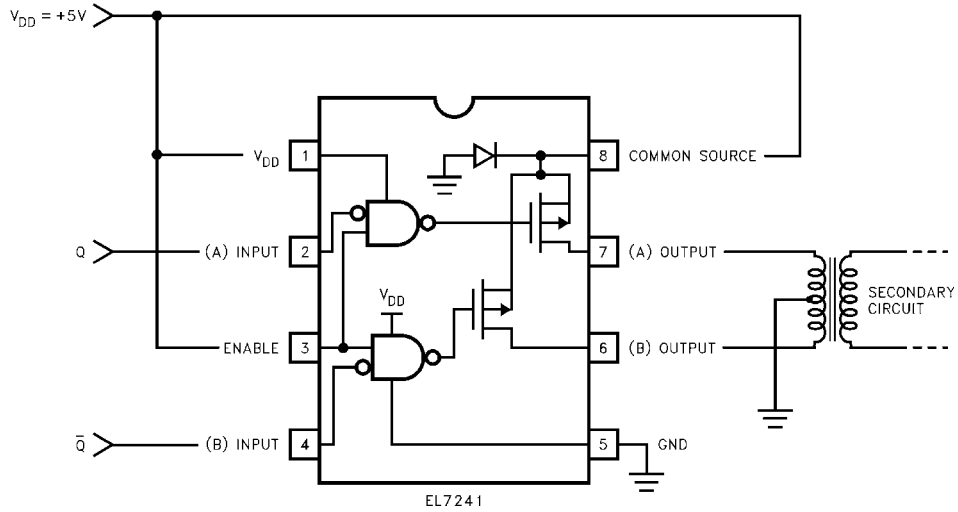 V_DD = +5V
V_DD 1
8 COMMON SOURCE
Q (A) INPUT 2
7 (A) OUTPUT
SECONDARY
CIRCUIT
V_DD
ENABLE 3
6 (B) OUTPUT
Q̅ (B) INPUT 4
5 GND
EL7241